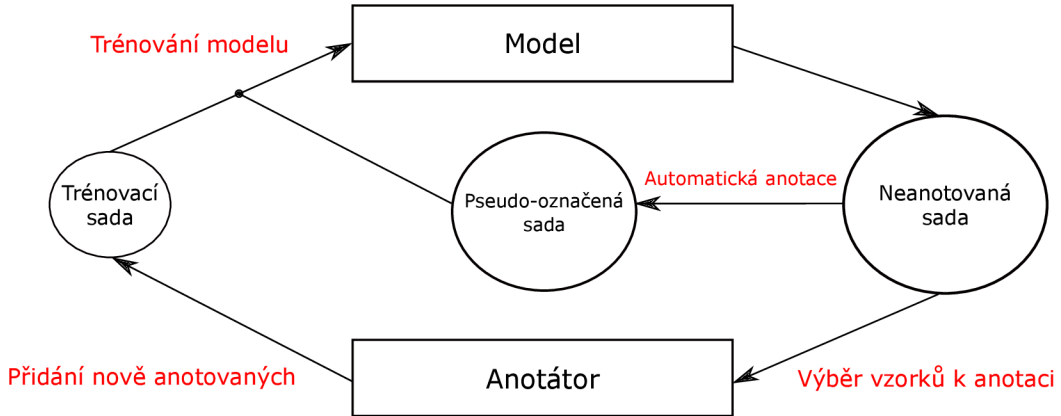 Trénování modelu
Model
Trénovací
sada
Pseudo-označená
sada
Automatická anotace
Neanotovaná
sada
Přidání nově anotovaných
Anotátor
Výběr vzorků k anotaci